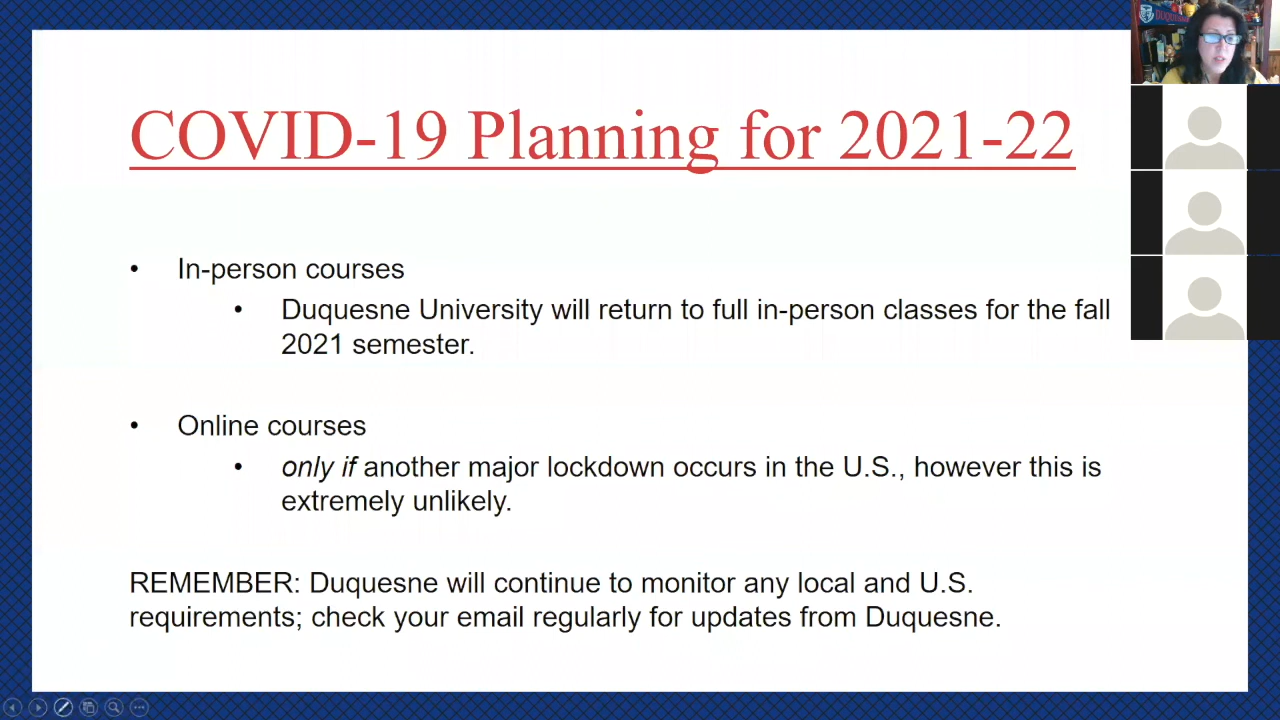 COVID-19 Planning for 2021-22
• In-person courses
• Duquesne University will return to full in-person classes for the fall
2021 semester.
• Online courses
• only if another major lockdown occurs in the U.S., however this is
extremely unlikely.
REMEMBER: Duquesne will continue to monitor any local and U.S.
requirements; check your email regularly for updates from Duquesne.